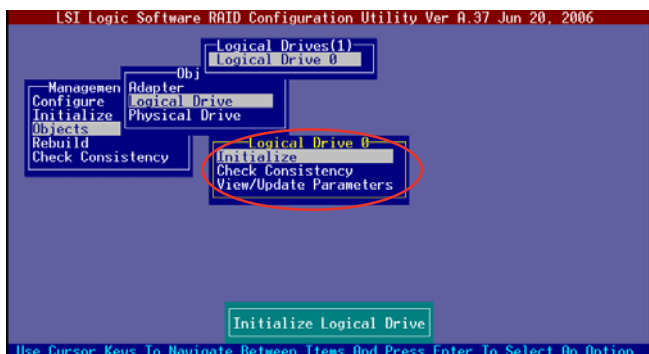 LSI Logic Software RAID Configuration Utility Ver A.37 Jun 20, 2006
Logical Drives(1)
Logical Drive 0
Obj
Adapter
Logical Drive
Physical Drive
Managemen
Configure
Initialize
Objects
Rebuild
Check Consistency
Logical Drive 0
Initialize
Check Consistency
View/Update Parameters
Initialize Logical Drive
Use Cursor Keys To Navigate Between Items And Press Enter To Select An Option